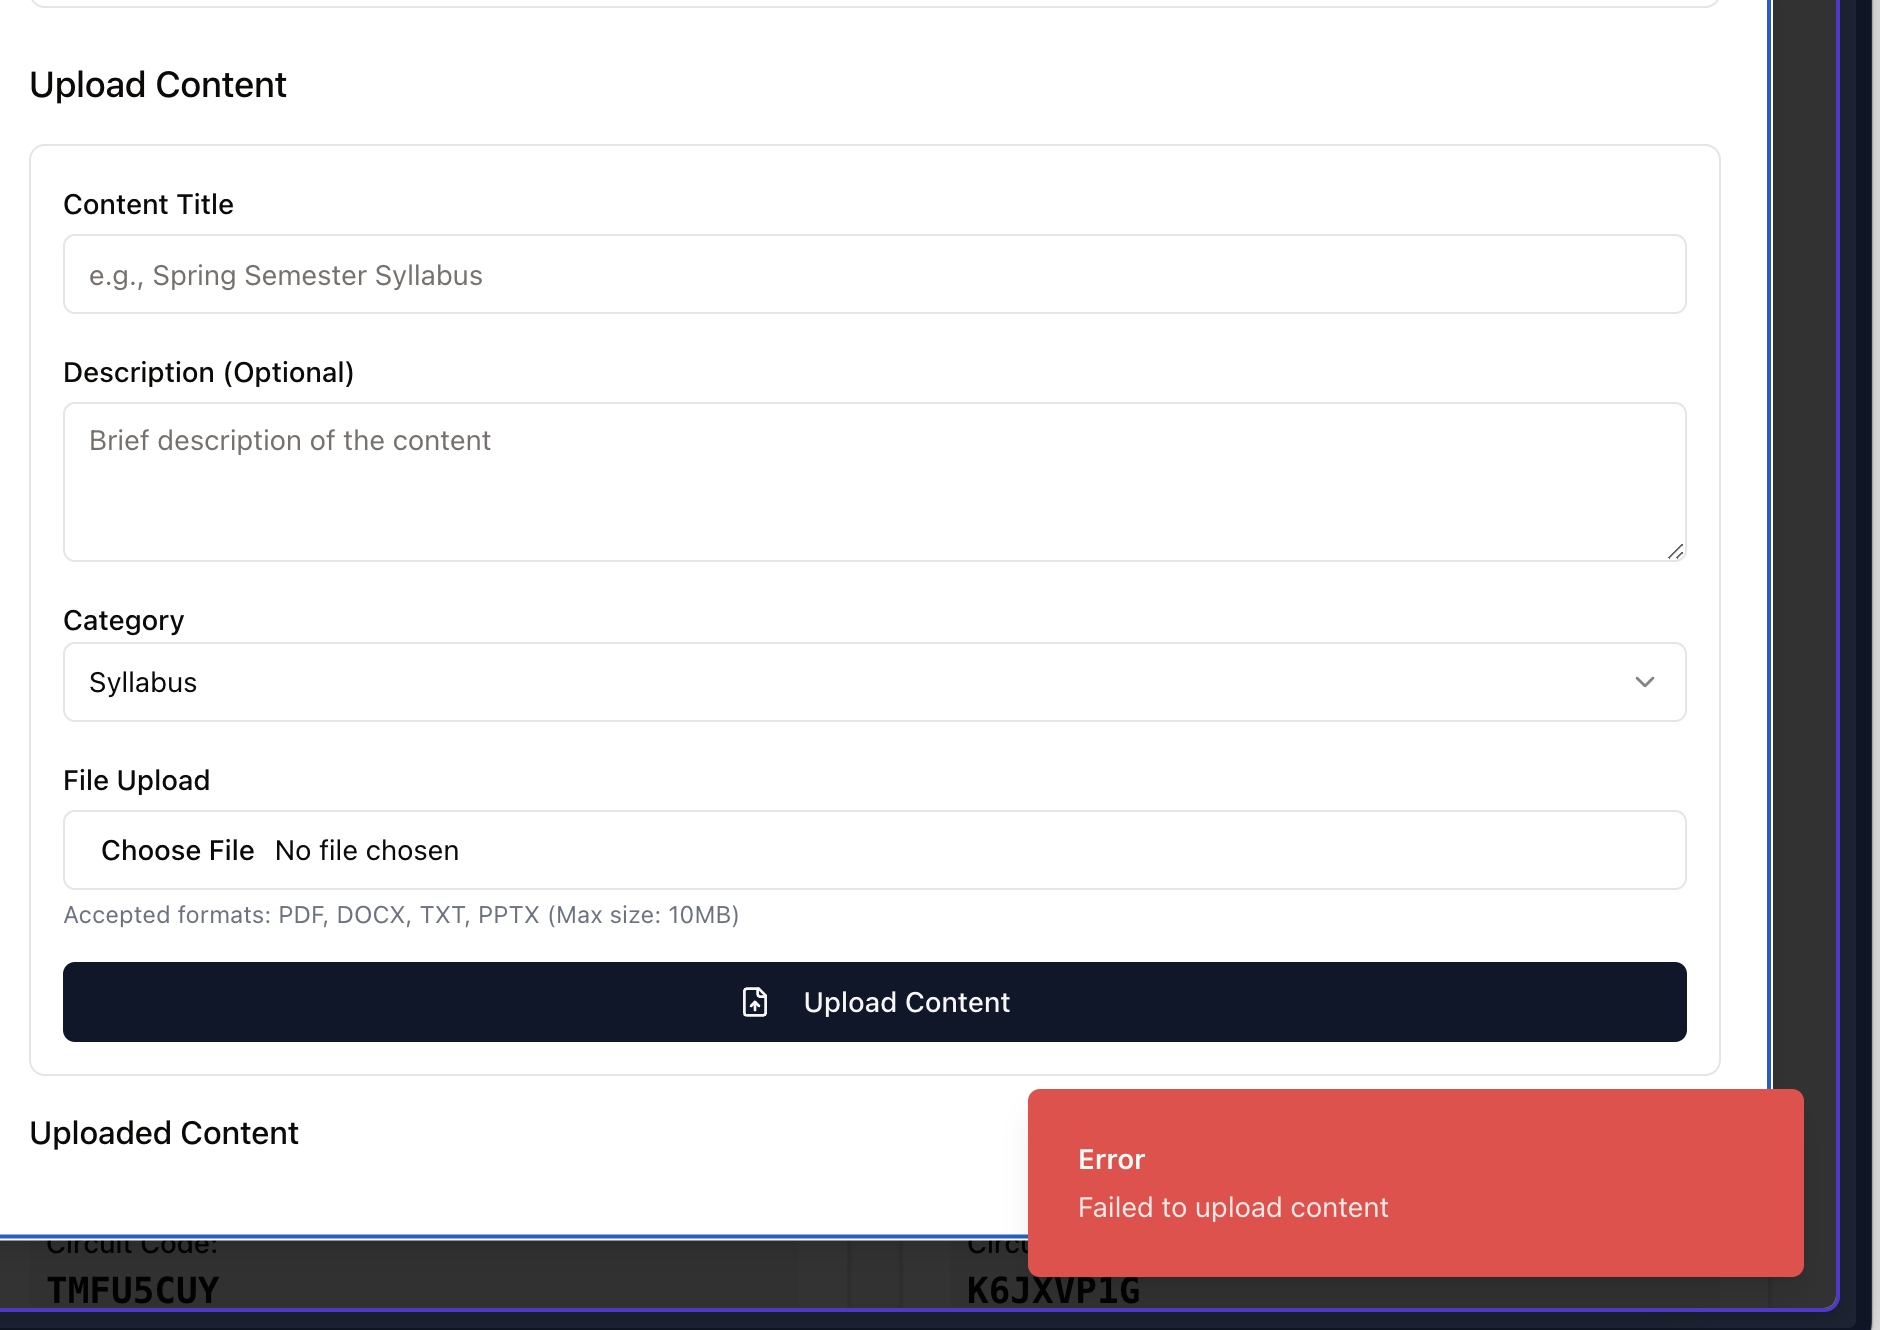 Upload Content
Content Title
e.g., Spring Semester Syllabus
Description (Optional)
Brief description of the content
Category
Syllabus
File Upload
Choose File No file chosen
Accepted formats: PDF, DOCX, TXT, PPTX (Max size: 10MB)
Upload Content
Uploaded Content
Error
Failed to upload content
Circuit Code:
TMFU5CUY
Circu
K6JXVP1G